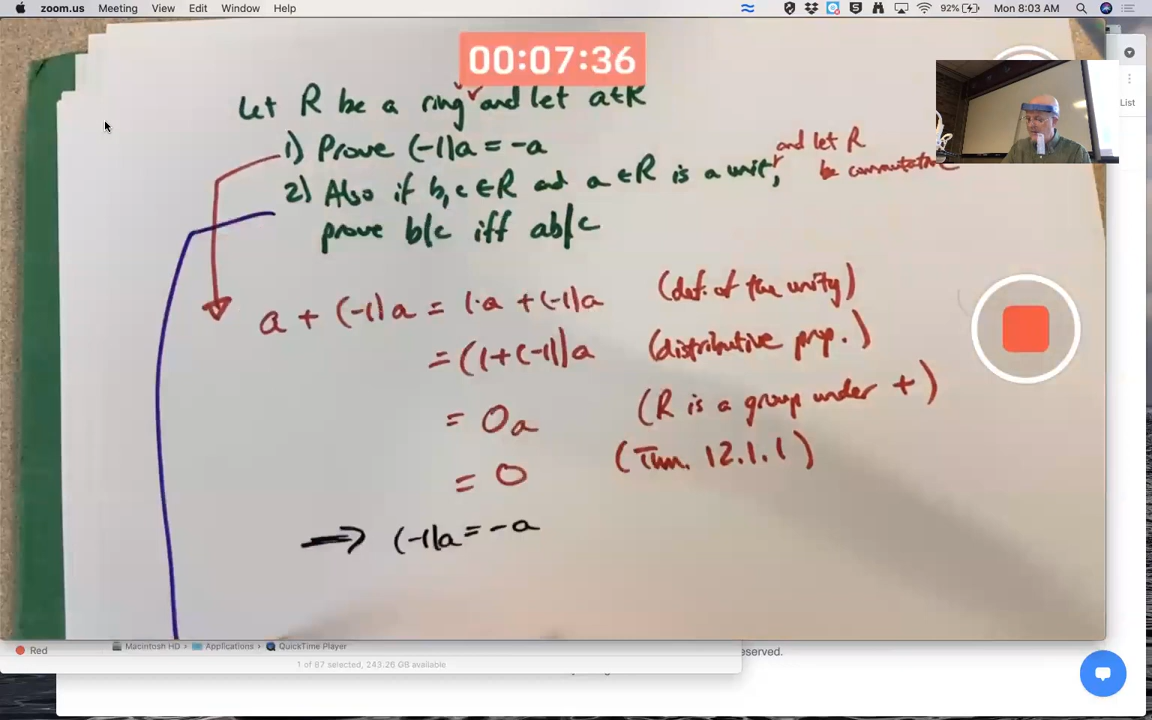 zoom.us Meeting View Edit Window Help 92% Mon 8:03 AM
00:07:36
Let R be a ring and let a∈R
1) Prove (-1)a = -a
and let R
2) Also if b, c ∈ R and a ∈ R is a unit,
be commutative
prove b|c iff ab|c
a + (-1)a = 1·a + (-1)a (def. of the unity)
= (1+(-1))a (distributive prop.)
= 0a (R is a group under +)
= 0 (Thm. 12.1.1)
⟹ (-1)a = -a
List
Red
Macintosh HD › Applications › QuickTime Player
1 of 87 selected, 243.26 GB available
served.